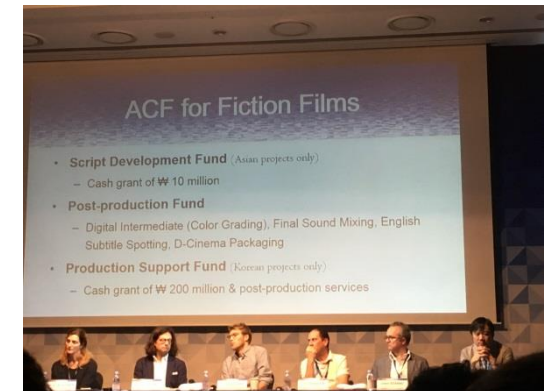 ACF for Fiction Films
• Script Development Fund (Asian projects only)
– Cash grant of ₩ 10 million
• Post-production Fund
– Digital Intermediate (Color Grading), Final Sound Mixing, English
Subtitle Spotting, D-Cinema Packaging
• Production Support Fund (Korean projects only)
– Cash grant of ₩ 200 million & post-production services